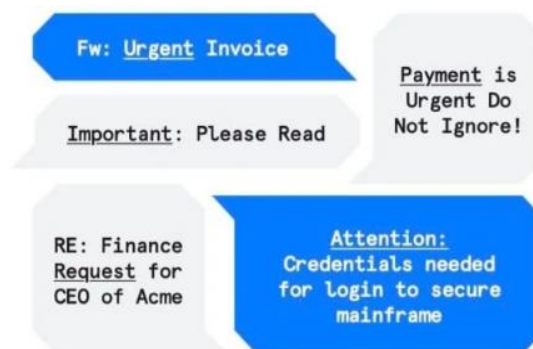 Fw: Urgent Invoice
Payment is
Urgent Do
Not Ignore!
Important: Please Read
RE: Finance
Request for
CEO of Acme
Attention:
Credentials needed
for login to secure
mainframe